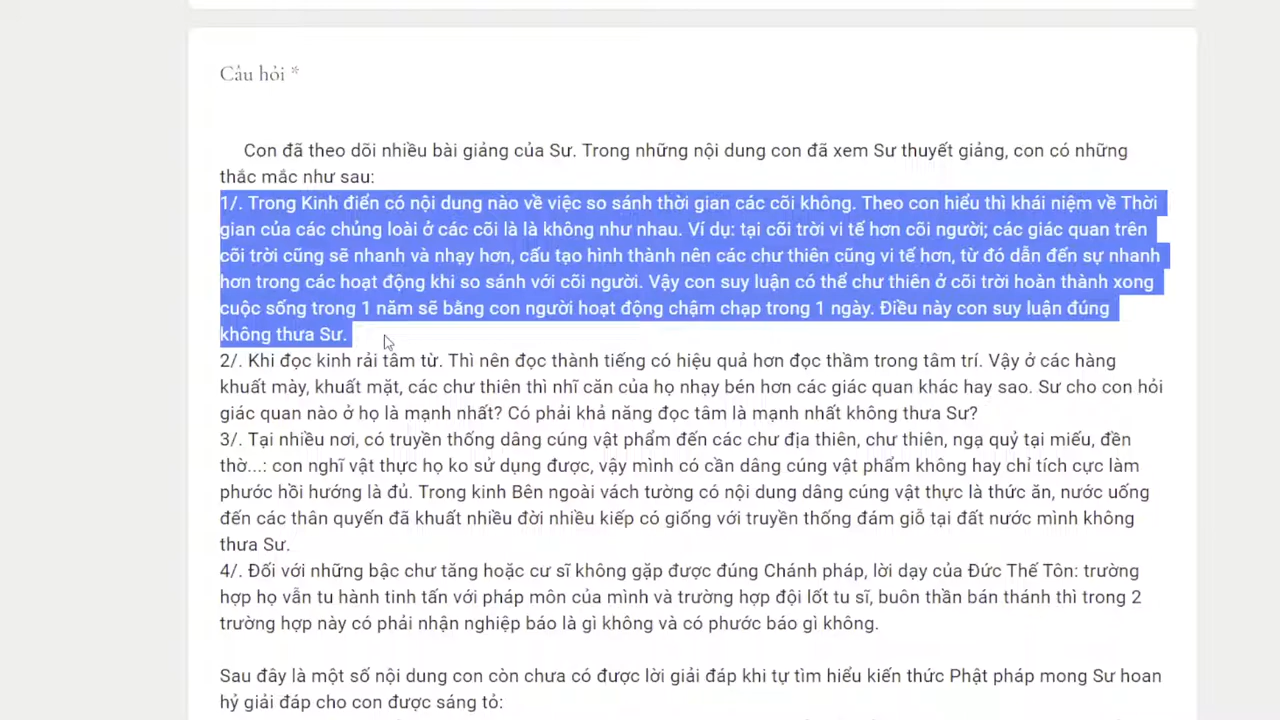 Câu hỏi *
Con đã theo dõi nhiều bài giảng của Sư. Trong những nội dung con đã xem Sư thuyết giảng, con có những
thắc mắc như sau:
1/. Trong Kinh điển có nội dung nào về việc so sánh thời gian các cõi không. Theo con hiểu thì khái niệm về Thời
gian của các chủng loài ở các cõi là là không như nhau. Ví dụ: tại cõi trời vi tế hơn cõi người; các giác quan trên
cõi trời cũng sẽ nhanh và nhạy hơn, cấu tạo hình thành nên các chư thiên cũng vi tế hơn, từ đó dẫn đến sự nhanh
hơn trong các hoạt động khi so sánh với cõi người. Vậy con suy luận có thể chư thiên ở cõi trời hoàn thành xong
cuộc sống trong 1 năm sẽ bằng con người hoạt động chậm chạp trong 1 ngày. Điều này con suy luận đúng
không thưa Sư.
2/. Khi đọc kinh rải tâm từ. Thì nên đọc thành tiếng có hiệu quả hơn đọc thầm trong tâm trí. Vậy ở các hàng
khuất mày, khuất mặt, các chư thiên thì nhĩ căn của họ nhạy bén hơn các giác quan khác hay sao. Sư cho con hỏi
giác quan nào ở họ là mạnh nhất? Có phải khả năng đọc tâm là mạnh nhất không thưa Sư?
3/. Tại nhiều nơi, có truyền thống dâng cúng vật phẩm đến các chư địa thiên, chư thiên, ngạ quỷ tại miếu, đền
thờ...: con nghĩ vật thực họ ko sử dụng được, vậy mình có cần dâng cúng vật phẩm không hay chỉ tích cực làm
phước hồi hướng là đủ. Trong kinh Bên ngoài vách tường có nội dung dâng cúng vật thực là thức ăn, nước uống
đến các thân quyến đã khuất nhiều đời nhiều kiếp có giống với truyền thống đám giỗ tại đất nước mình không
thưa Sư.
4/. Đối với những bậc chư tăng hoặc cư sĩ không gặp được đúng Chánh pháp, lời dạy của Đức Thế Tôn: trường
hợp họ vẫn tu hành tinh tấn với pháp môn của mình và trường hợp đội lốt tu sĩ, buôn thần bán thánh thì trong 2
trường hợp này có phải nhận nghiệp báo là gì không và có phước báo gì không.
Sau đây là một số nội dung con còn chưa có được lời giải đáp khi tự tìm hiểu kiến thức Phật pháp mong Sư hoan
hỷ giải đáp cho con được sáng tỏ: